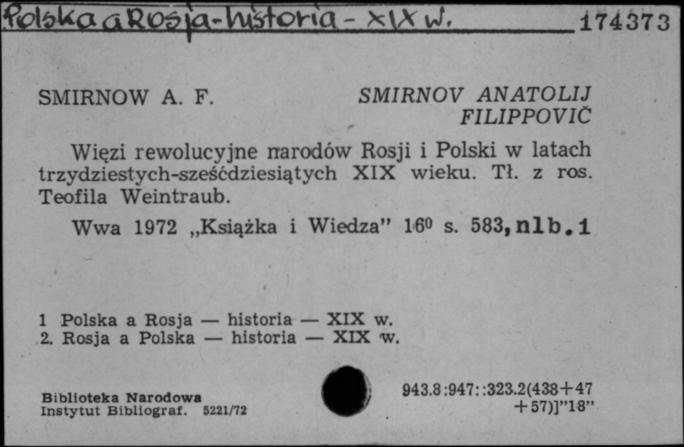 Polska a Rosja - historia - XIX w. 174373
SMIRNOW A. F. SMIRNOV ANATOLIJ
FILIPPOVIČ
Więzi rewolucyjne narodów Rosji i Polski w latach
trzydziestych-sześćdziesiątych XIX wieku. Tł. z ros.
Teofila Weintraub.
Wwa 1972 „Książka i Wiedza” 16⁰ s. 583, nlb. 1
1 Polska a Rosja — historia — XIX w.
2. Rosja a Polska — historia — XIX w.
Biblioteka Narodowa 943.8:947::323.2(438+47
Instytut Bibliograf. 5221/72 +57)]”18”